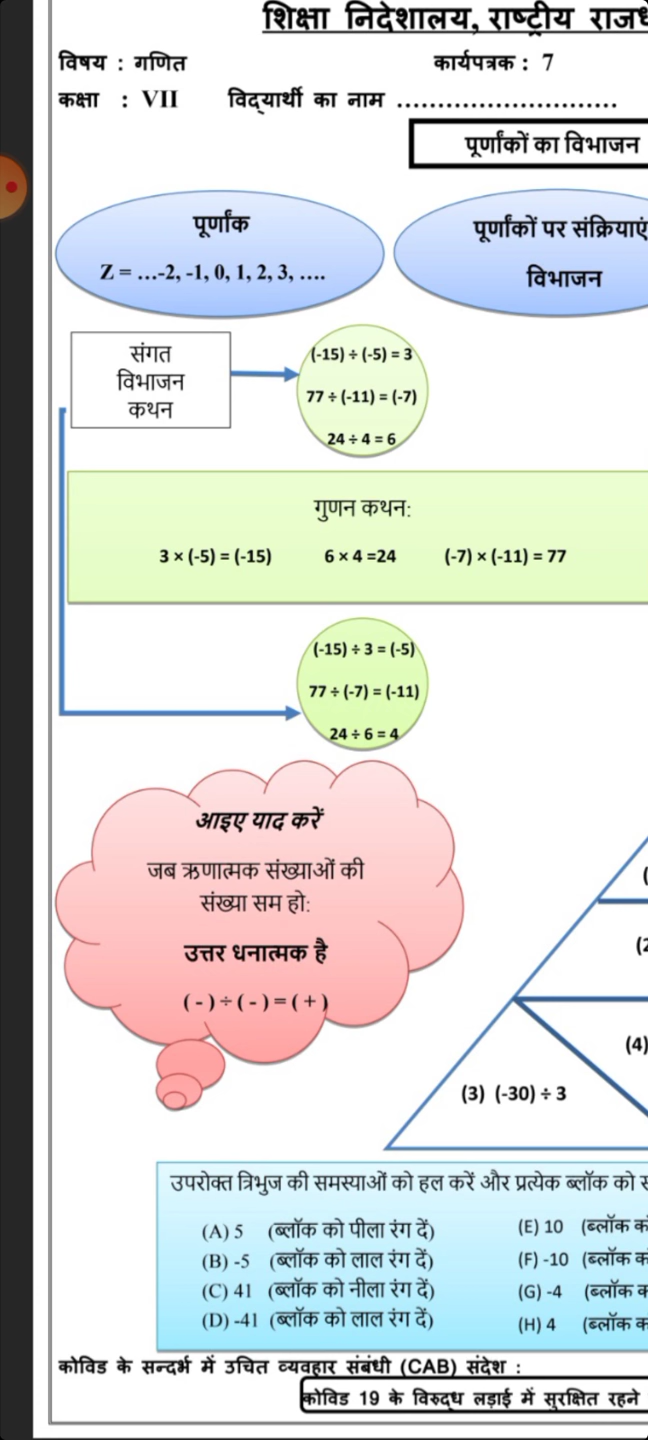 शिक्षा निदेशालय, राष्ट्रीय
विषय : गणित
कार्यपत्रक : 7
कक्षा : VII विद्यार्थी का नाम ...........................
पूर्णांकों का विभाजन
पूर्णांक
Z = …-2, -1, 0, 1, 2, 3, ….
पूर्णांकों पर संक्रियाएं
विभाजन
संगत
विभाजन
कथन
(-15) ÷ (-5) = 3
77 ÷ (-11) = (-7)
24 ÷ 4 = 6
गुणन कथन:
3 × (-5) = (-15) 6 × 4 =24 (-7) × (-11) = 77
(-15) ÷ 3 = (-5)
77 ÷ (-7) = (-11)
24 ÷ 6 = 4
आइए याद करें
जब ऋणात्मक संख्याओं की
संख्या सम हो:
उत्तर धनात्मक है
( - ) ÷ ( - ) = ( + )
(4)
(3) (-30) ÷ 3
उपरोक्त त्रिभुज की समस्याओं को हल करें और प्रत्येक ब्लॉक को
(A) 5 (ब्लॉक को पीला रंग दें)
(B) -5 (ब्लॉक को लाल रंग दें)
(C) 41 (ब्लॉक को नीला रंग दें)
(D) -41 (ब्लॉक को लाल रंग दें)
(E) 10 (ब्लॉक
(F) -10 (ब्लॉक
(G) -4 (ब्लॉक
(H) 4 (ब्लॉक
कोविड के सन्दर्भ में उचित व्यवहार संबंधी (CAB) संदेश :
कोविड 19 के विरुद्ध लड़ाई में सुरक्षित रहने